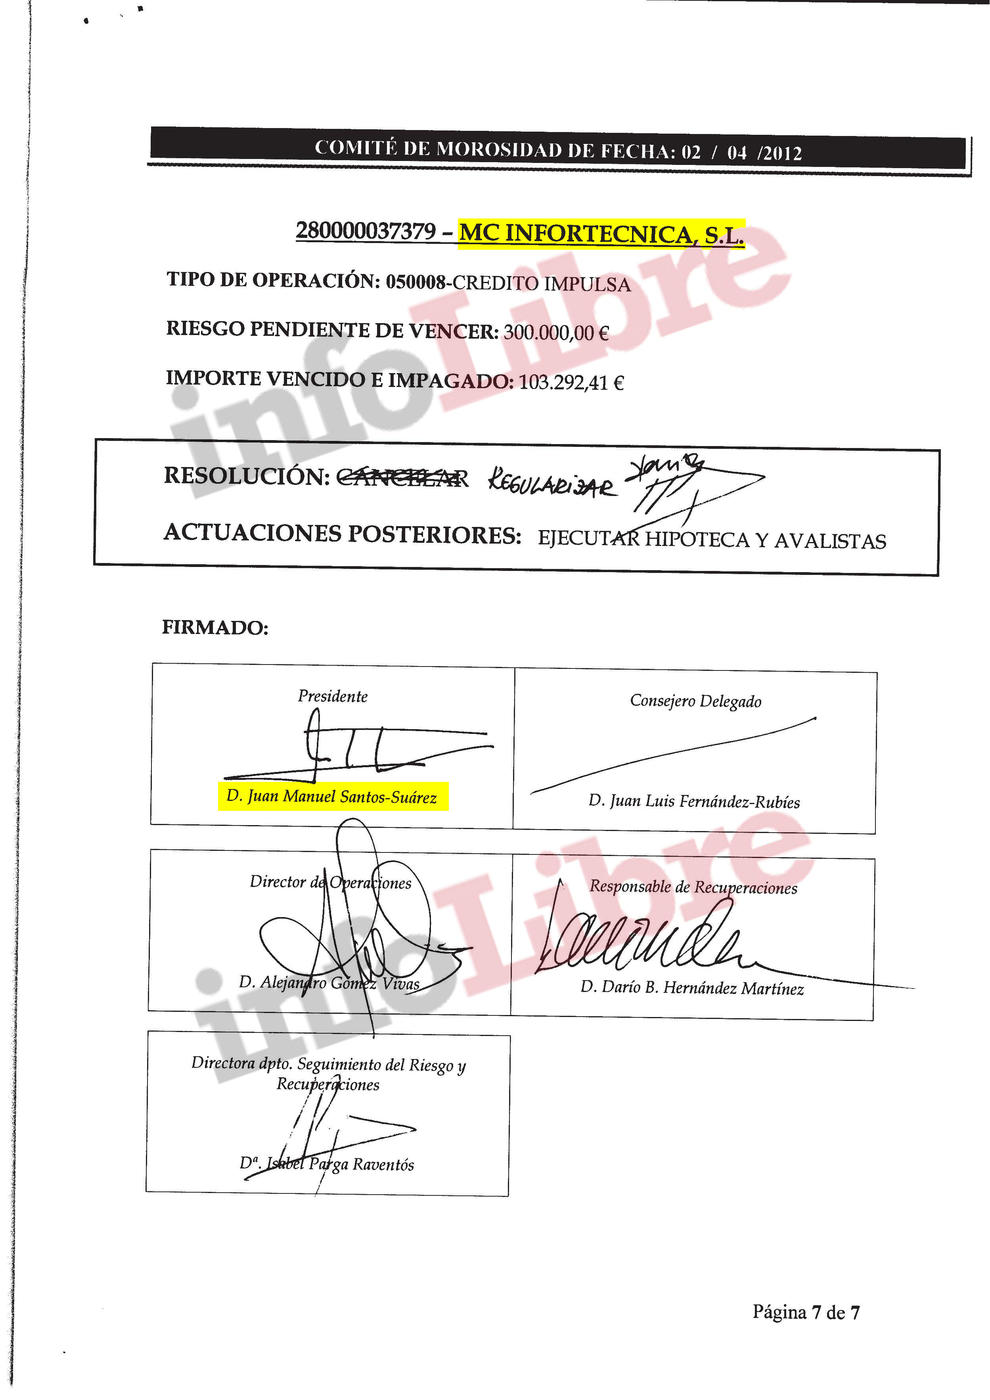 COMITÉ DE MOROSIDAD DE FECHA: 02 / 04 /2012
280000037379 – MC INFORTECNICA, S.L.
TIPO DE OPERACIÓN: 050008-CREDITO IMPULSA
RIESGO PENDIENTE DE VENCER: 300.000,00 €
IMPORTE VENCIDO E IMPAGADO: 103.292,41 €
infoLibre
RESOLUCIÓN: CANCELAR REGULARIZAR
ACTUACIONES POSTERIORES: EJECUTAR HIPOTECA Y AVALISTAS
FIRMADO:
Presidente
D. Juan Manuel Santos-Suárez
Consejero Delegado
D. Juan Luis Fernández-Rubíes
Director de Operaciones
D. Alejandro Gómez Vivas
Responsable de Recuperaciones
D. Darío B. Hernández Martínez
infoLibre
Directora dpto. Seguimiento del Riesgo y
Recuperaciones
Dª. Isabel Parga Raventós
Página 7 de 7